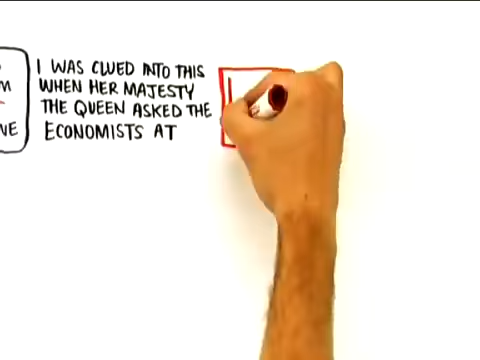 I WAS CLUED INTO THIS
WHEN HER MAJESTY
THE QUEEN ASKED THE
ECONOMISTS AT